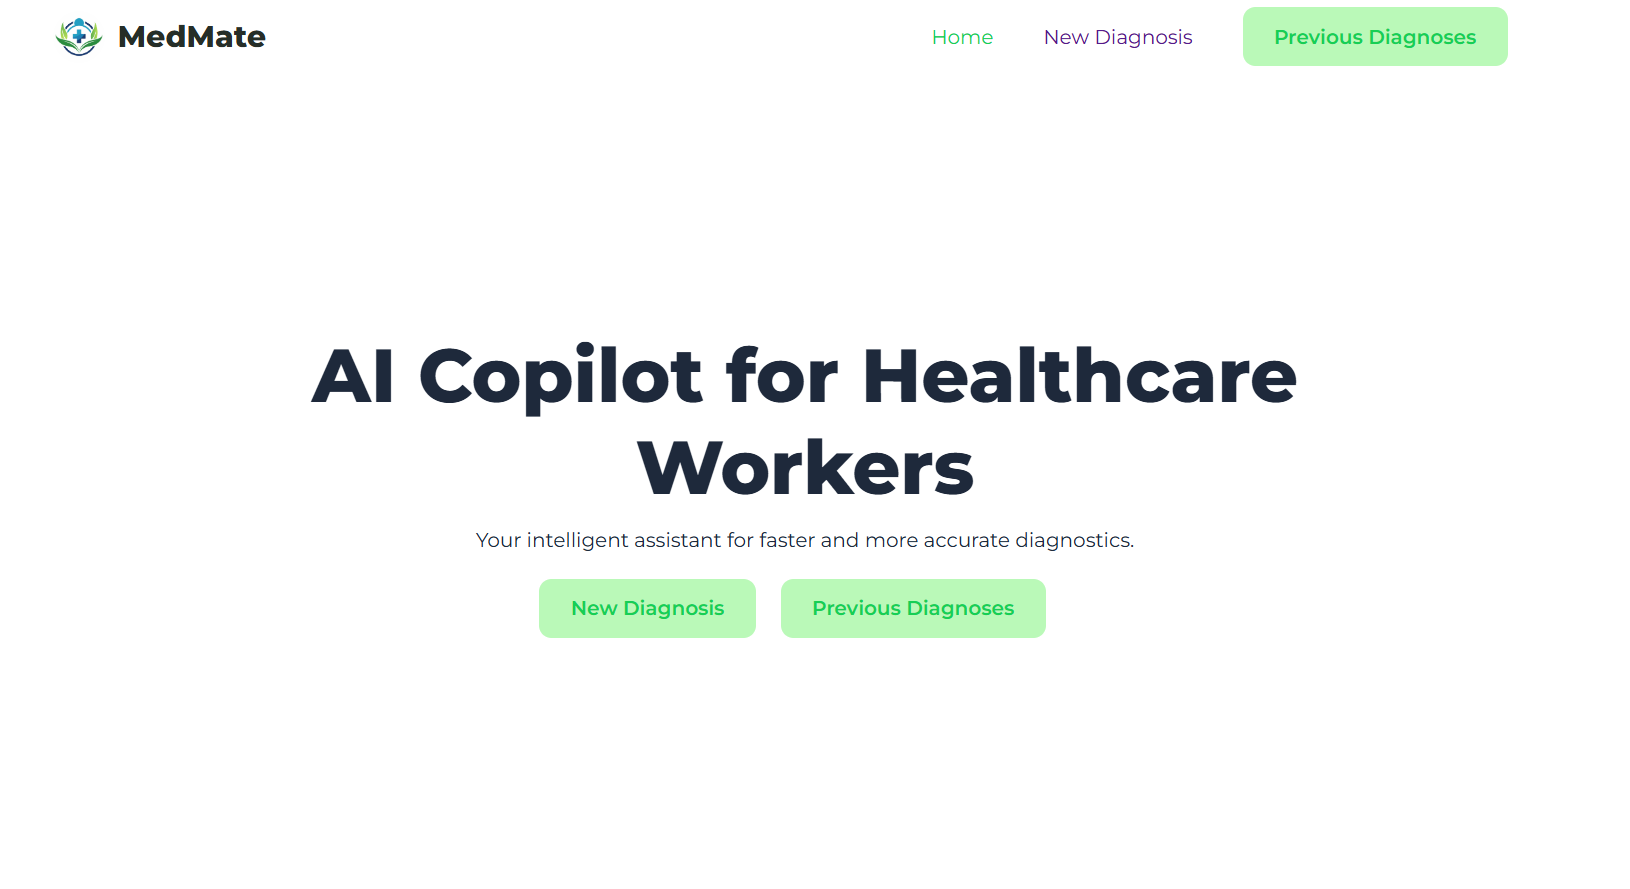 MedMate
Home
New Diagnosis
Previous Diagnoses
AI Copilot for Healthcare
Workers
Your intelligent assistant for faster and more accurate diagnostics.
New Diagnosis
Previous Diagnoses